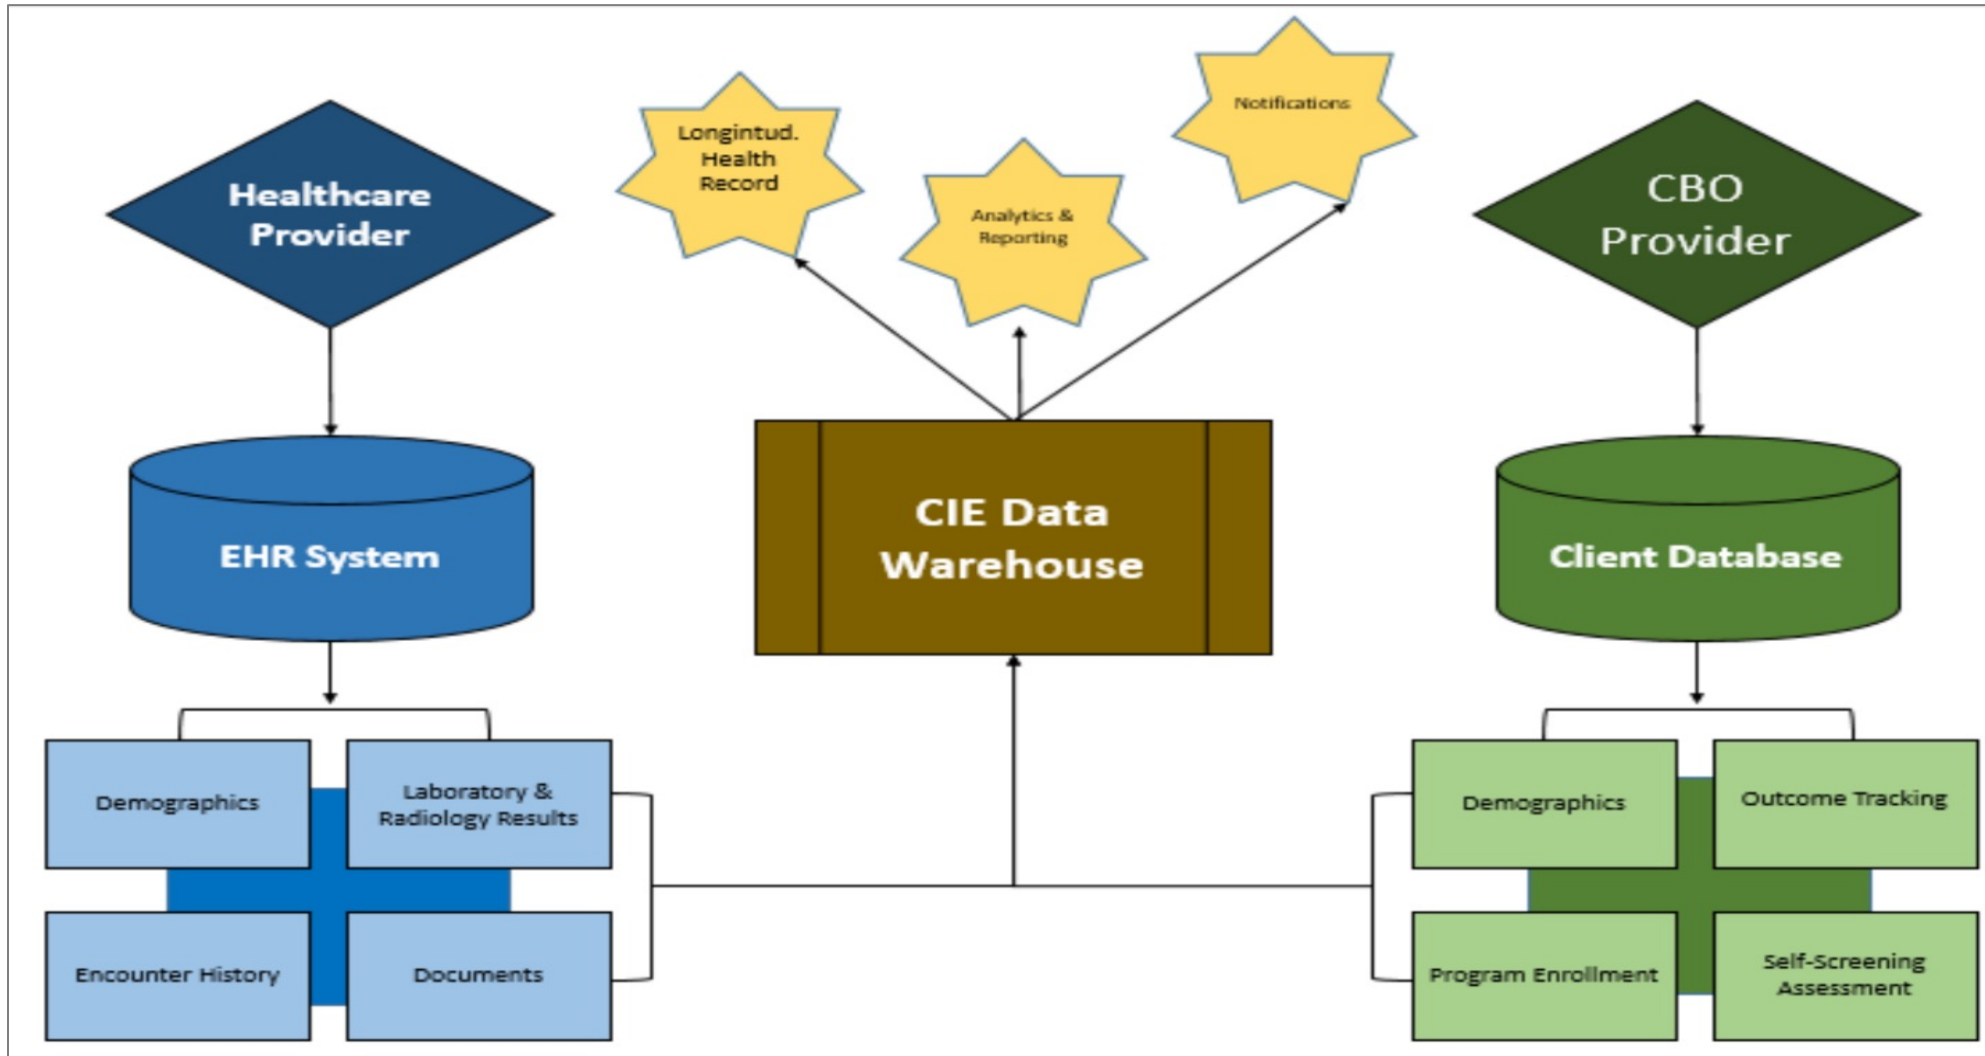 Healthcare
Provider
Longintud.
Health
Record
Analytics &
Reporting
Notifications
CBO
Provider
EHR System
CIE Data
Warehouse
Client Database
Demographics
Laboratory &
Radiology Results
Encounter History
Documents
Demographics
Outcome Tracking
Program Enrollment
Self-Screening
Assessment